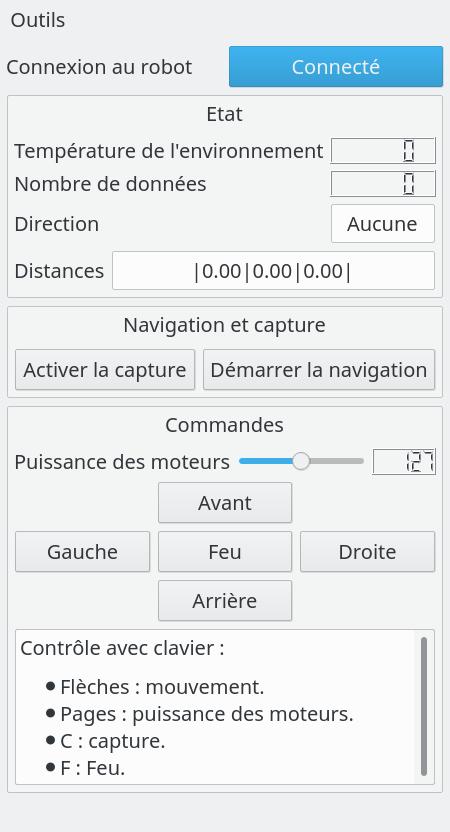 Outils
Connexion au robot Connecté
Etat
Température de l'environnement 0
Nombre de données 0
Direction Aucune
Distances |0.00|0.00|0.00|
Navigation et capture
Activer la capture Démarrer la navigation
Commandes
Puissance des moteurs 127
Avant
Gauche Feu Droite
Arrière
Contrôle avec clavier :
● Flèches : mouvement.
● Pages : puissance des moteurs.
● C : capture.
● F : Feu.